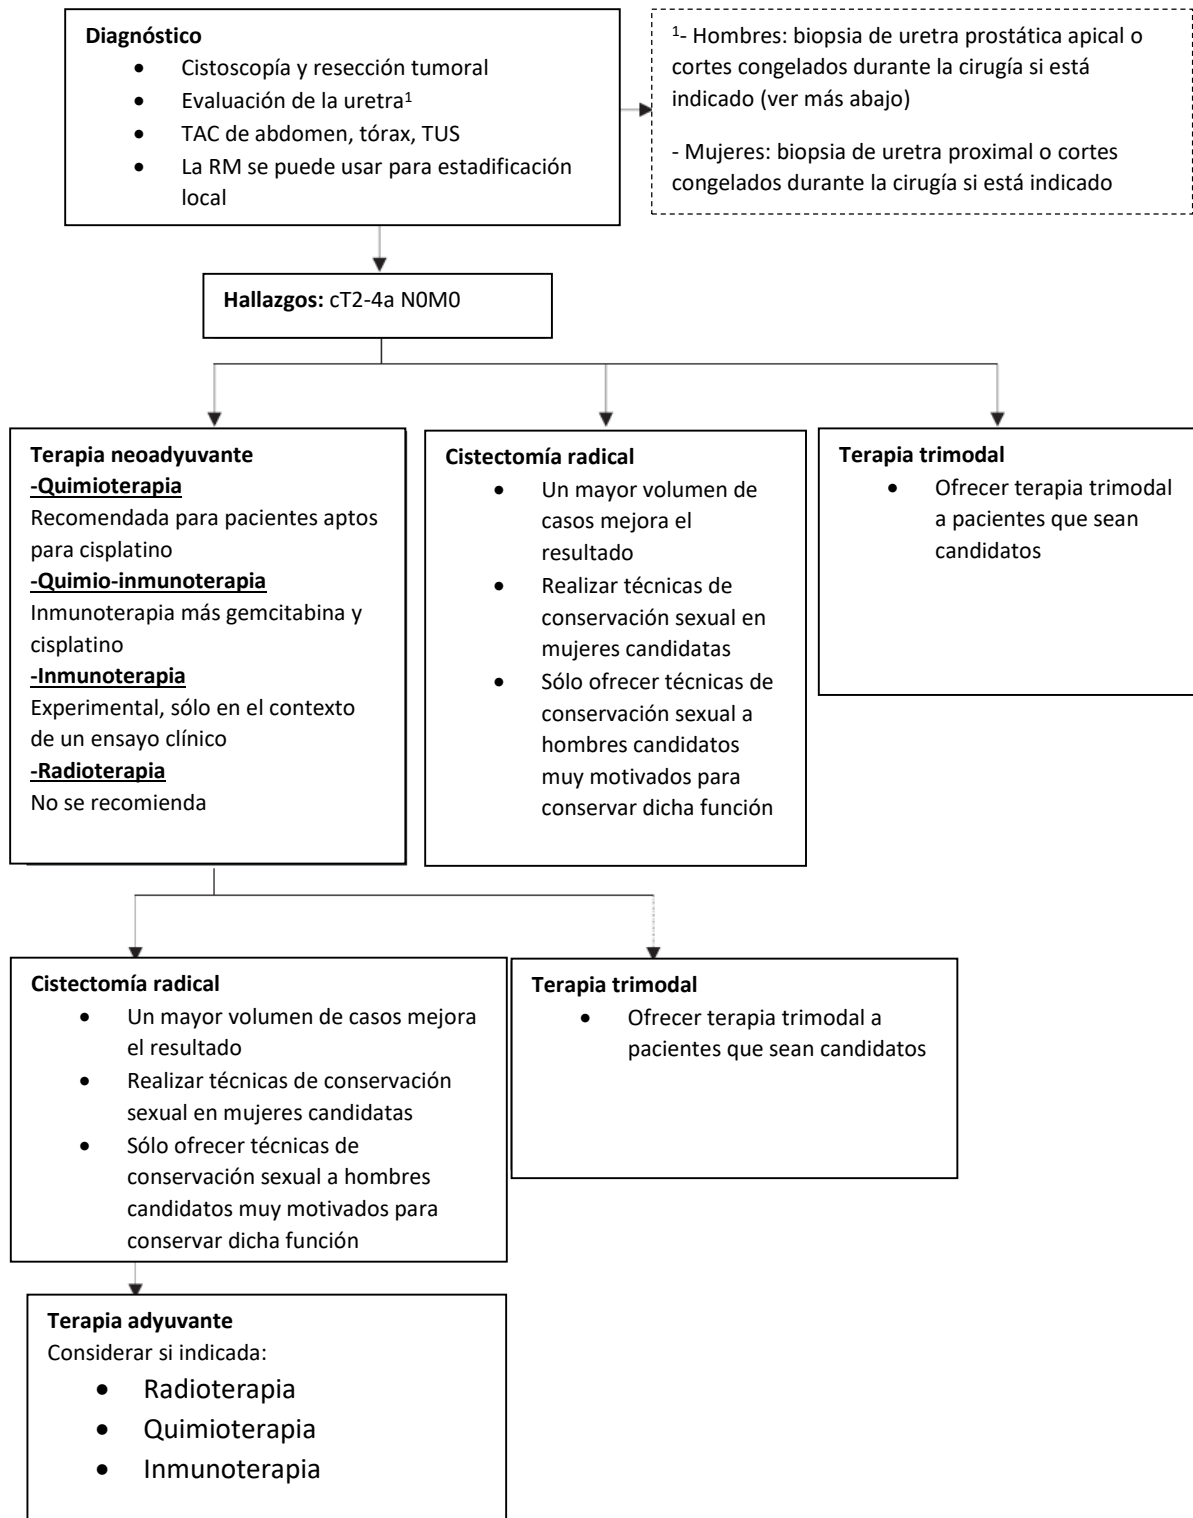 Diagnóstico
• Cistoscopía y resección tumoral
• Evaluación de la uretra¹
• TAC de abdomen, tórax, TUS
• La RM se puede usar para estadificación
local
¹- Hombres: biopsia de uretra prostática apical o
cortes congelados durante la cirugía si está
indicado (ver más abajo)
- Mujeres: biopsia de uretra proximal o cortes
congelados durante la cirugía si está indicado
Hallazgos: cT2-4a N0M0
Terapia neoadyuvante
-Quimioterapia
Recomendada para pacientes aptos
para cisplatino
-Quimio-inmunoterapia
Inmunoterapia más gemcitabina y
cisplatino
-Inmunoterapia
Experimental, sólo en el contexto
de un ensayo clínico
-Radioterapia
No se recomienda
Cistectomía radical
• Un mayor volumen de
casos mejora el
resultado
• Realizar técnicas de
conservación sexual en
mujeres candidatas
• Sólo ofrecer técnicas de
conservación sexual a
hombres candidatos
muy motivados para
conservar dicha función
Terapia trimodal
• Ofrecer terapia trimodal
a pacientes que sean
candidatos
Cistectomía radical
• Un mayor volumen de casos mejora
el resultado
• Realizar técnicas de conservación
sexual en mujeres candidatas
• Sólo ofrecer técnicas de
conservación sexual a hombres
candidatos muy motivados para
conservar dicha función
Terapia trimodal
• Ofrecer terapia trimodal a
pacientes que sean candidatos
Terapia adyuvante
Considerar si indicada:
• Radioterapia
• Quimioterapia
• Inmunoterapia